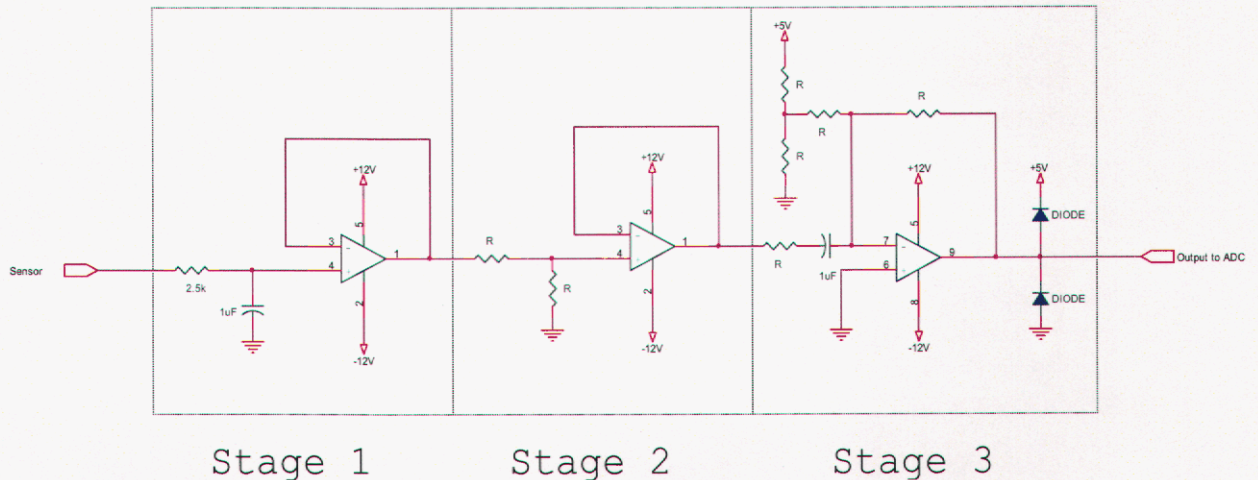 Sensor
2.5k
1uF
3
4
5
+12V
1
2
-12V
R
R
3
4
5
+12V
1
2
-12V
+5V
R
R
R
R
R
1uF
7
6
+12V
5
9
8
-12V
+5V
DIODE
DIODE
Output to ADC
-
+
-
+
-
+
Stage 1
Stage 2
Stage 3